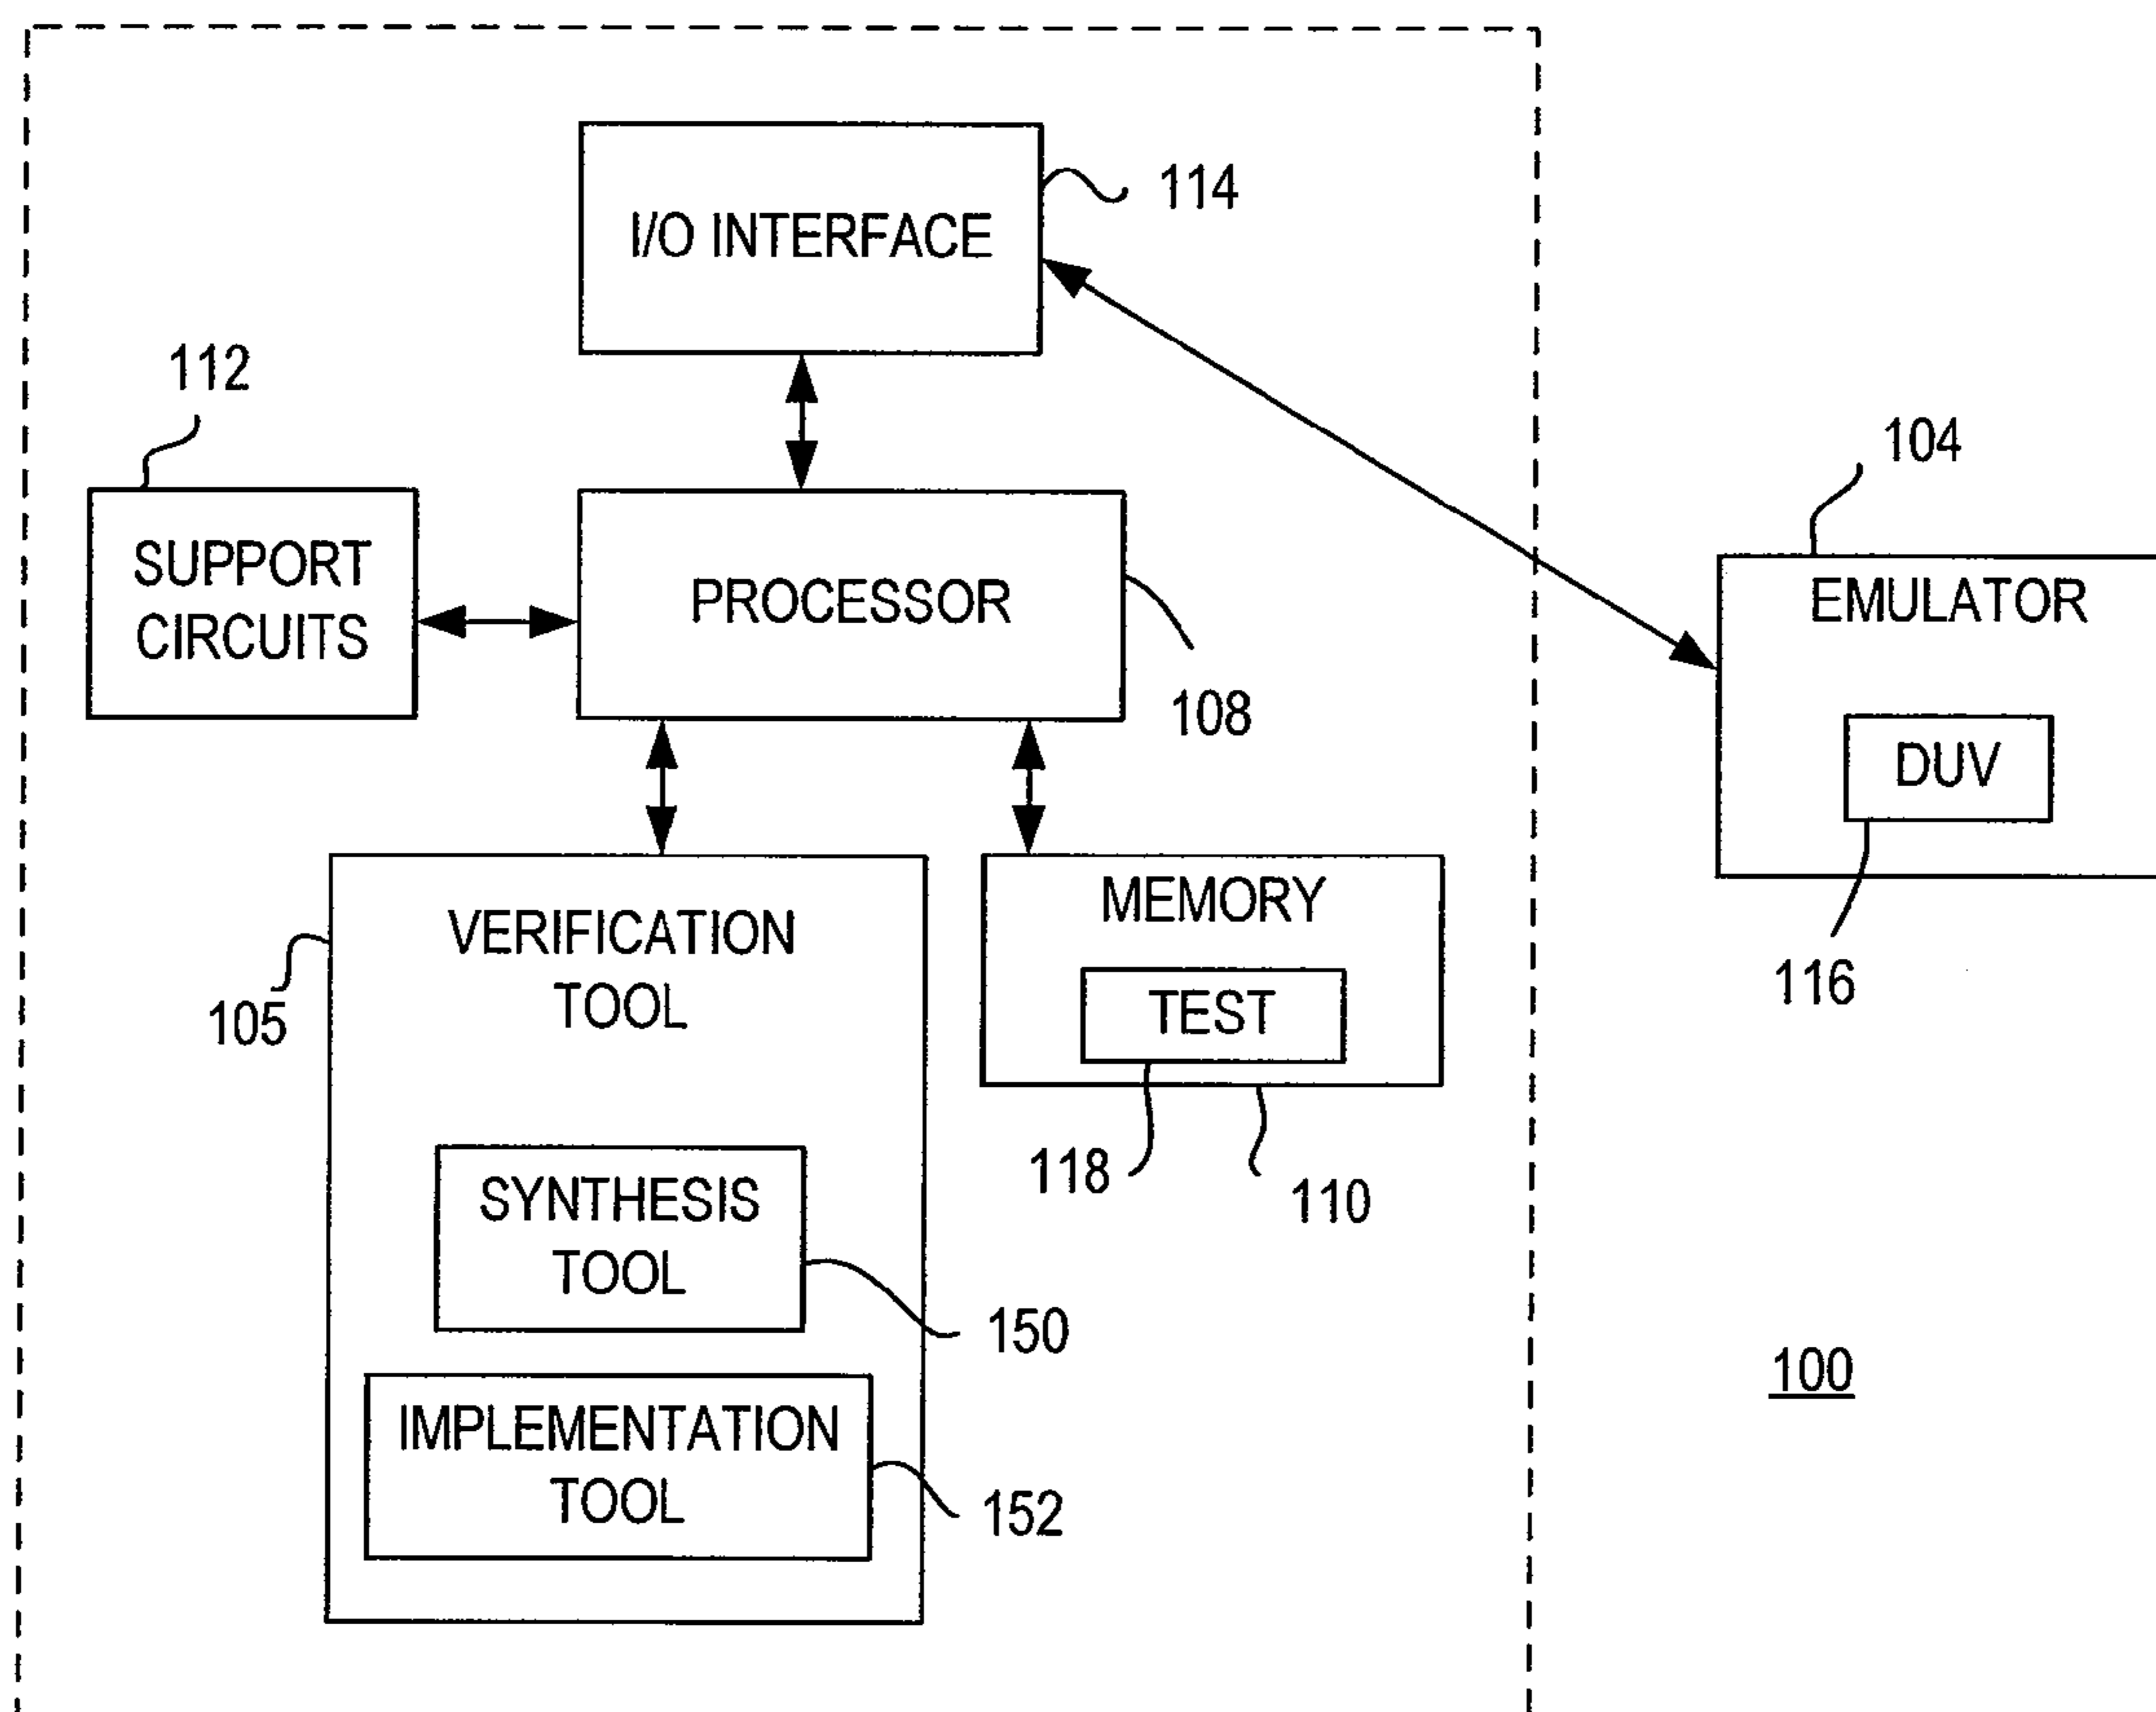 I/O INTERFACE
114
112
SUPPORT
CIRCUITS
PROCESSOR
108
104
EMULATOR
DUV
116
VERIFICATION
TOOL
105
MEMORY
TEST
118
110
SYNTHESIS
TOOL
150
IMPLEMENTATION
TOOL
152
100